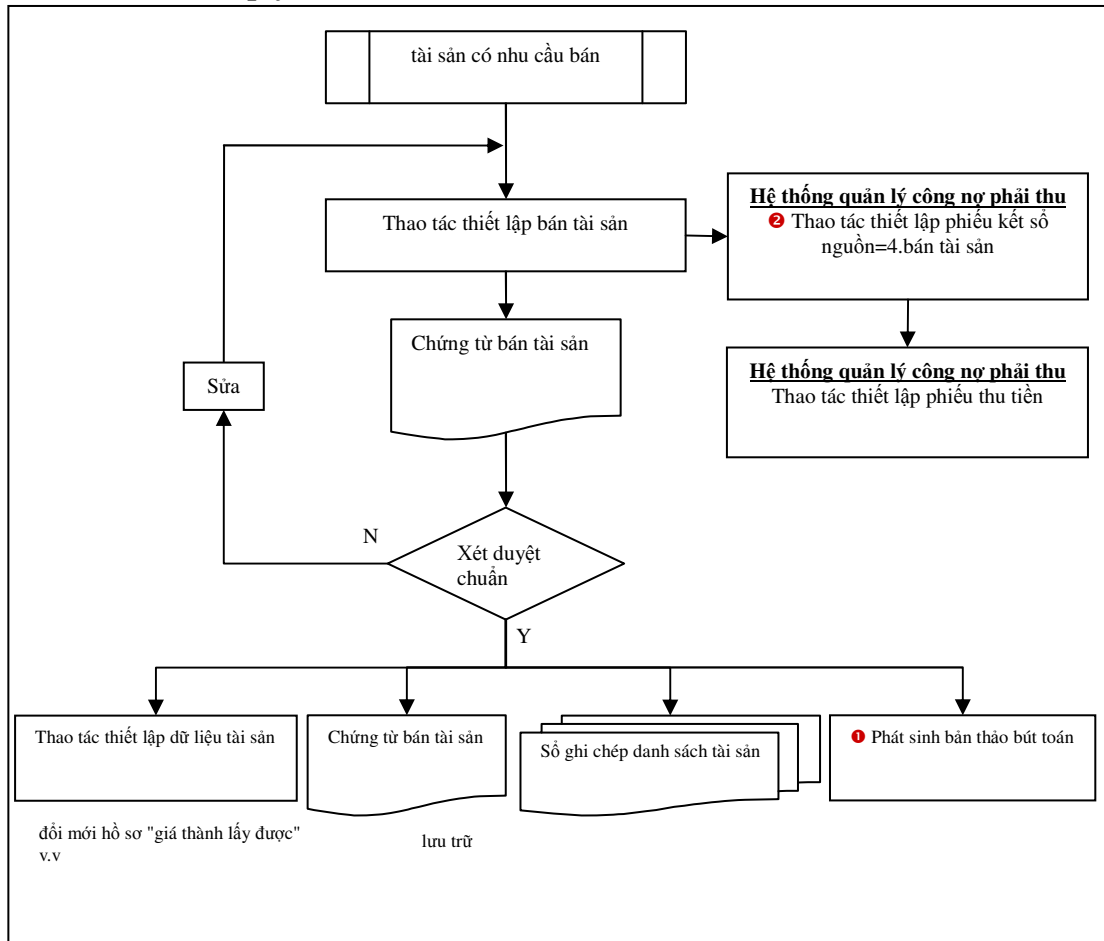 tài sản có nhu cầu bán
Thao tác thiết lập bán tài sản
Hệ thống quản lý công nợ phải thu
❷ Thao tác thiết lập phiếu kết sổ
nguồn=4.bán tài sản
Chứng từ bán tài sản
Hệ thống quản lý công nợ phải thu
Thao tác thiết lập phiếu thu tiền
Sửa
N
Xét duyệt
chuẩn
Y
Thao tác thiết lập dữ liệu tài sản
Chứng từ bán tài sản
Sổ ghi chép danh sách tài sản
❶ Phát sinh bản thảo bút toán
đổi mới hồ sơ "giá thành lấy được"
v.v
lưu trữ